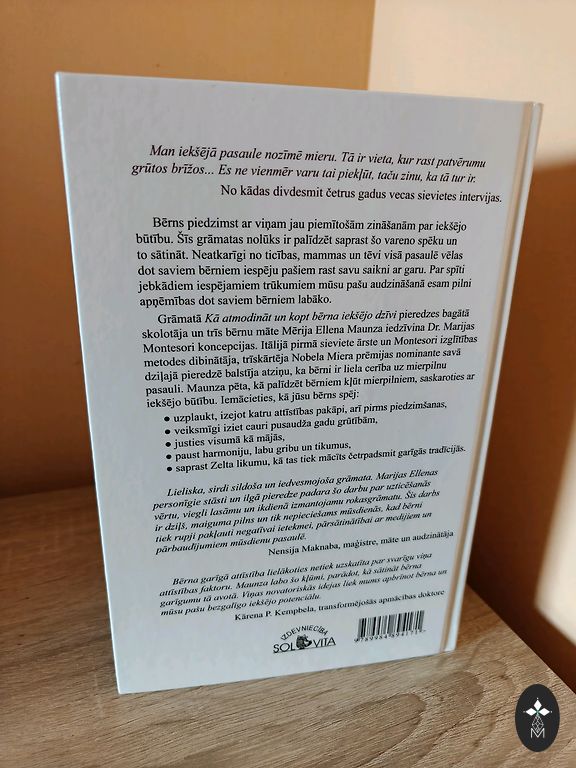 Man iekšējā pasaule nozīmē mieru. Tā ir vieta, kur rast patvērumu
grūtos brīžos... Es ne vienmēr varu tai piekļūt, taču zinu, ka tā tur ir.
No kādas divdesmit četrus gadus vecas sievietes intervijas.
Bērns piedzimst ar viņam jau piemītošām zināšanām par iekšējo
būtību. Šīs grāmatas nolūks ir palīdzēt saprast šo vareno spēku un
to sātināt. Neatkarīgi no ticības, mammas un tēvi visā pasaulē vēlas
dot saviem bērniem iespēju pašiem rast savu saikni ar garu. Par spīti
jebkādiem iespējamiem trūkumiem mūsu pašu audzināšanā esam pilni
apņēmības dot saviem bērniem labāko.
Grāmatā Kā atmodināt un kopt bērna iekšējo dzīvi pieredzes bagātā
skolotāja un trīs bērnu māte Mērija Ellena Maunza iedzīvina Dr. Marijas
Montesori koncepcijas. Itālijā pirmā sieviete ārste un Montesori izglītības
metodes dibinātāja, trīskārtēja Nobela Miera prēmijas nominante savā
dziļajā pieredzē balstīja atziņu, ka bērni ir liela cerība uz mierpilnu
pasauli. Maunza pēta, kā palīdzēt bērniem kļūt mierpilniem, saskaroties ar
iekšējo būtību. Iemācieties, kā jūsu bērns spēj:
• uzplaukt, izejot katru attīstības pakāpi, arī pirms piedzimšanas,
• veiksmīgi iziet cauri pusaudža gadu grūtībām,
• justies visumā kā mājās,
• paust harmoniju, labu gribu un tikumus,
• saprast Zelta likumu, kā tas tiek mācīts četrpadsmit garīgās tradīcijās.
Lieliska, sirdi sildoša un iedvesmojoša grāmata. Marijas Ellenas
personīgie stāsti un ilgā pieredze padara šo darbu par uzticēšanās
vērtu, viegli lasāmu un ikdienā izmantojamu rokasgrāmatu. Šis darbs
ir dziļš, maiguma pilns un tik nepieciešams mūsdienās, kad bērni
tiek rupji pakļauti negatīvai ietekmei, pārsātinātībai ar medijiem un
pārbaudījumiem mūsdienu pasaulē.
Nensija Maknaba, maģistre, māte un audzinātāja
Bērna garīgā attīstība lielākoties netiek uzskatīta par svarīgu viņa
attīstības faktoru. Maunza labo šo kļūmi, parādot, kā sātināt bērna
garīgumu tā avotā. Viņas novatoriskās idejas liek mums apbrīnot bērna un
mūsu pašu bezgalīgo iekšējo potenciālu.
Kārena P. Kempbela, transformējošās apmācības doktore
IZDEVNIECĪBA
SOL VITA
9789984894171
M